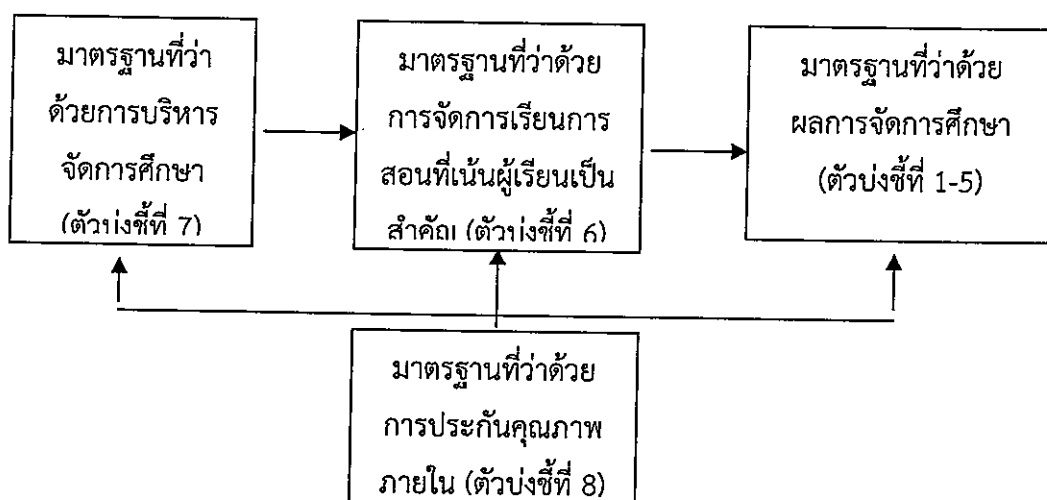 มาตรฐานที่ว่า
ด้วยการบริหาร
จัดการศึกษา
(ตัวบ่งชี้ที่ 7)
มาตรฐานที่ว่าด้วย
การจัดการเรียนการ
สอนที่เน้นผู้เรียนเป็น
สำคัญ (ตัวบ่งชี้ที่ 6)
มาตรฐานที่ว่าด้วย
ผลการจัดการศึกษา
(ตัวบ่งชี้ที่ 1-5)
มาตรฐานที่ว่าด้วย
การประกันคุณภาพ
ภายใน (ตัวบ่งชี้ที่ 8)